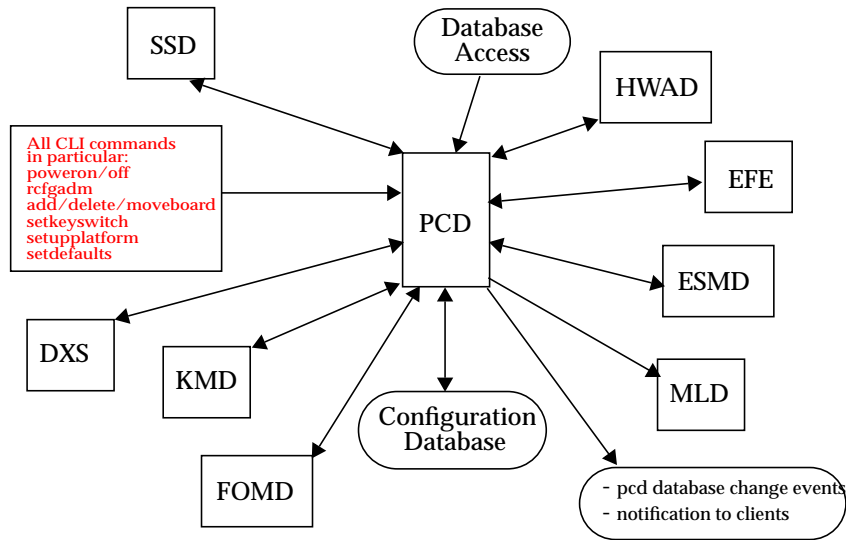 SSD
Database
Access
HWAD
All CLI commands
in particular:
poweron/off
rcfgadm
add/delete/moveboard
setkeyswitch
setupplatform
setdefaults
PCD
EFE
ESMD
DXS
KMD
MLD
Configuration
Database
FOMD
- pcd database change events
- notification to clients